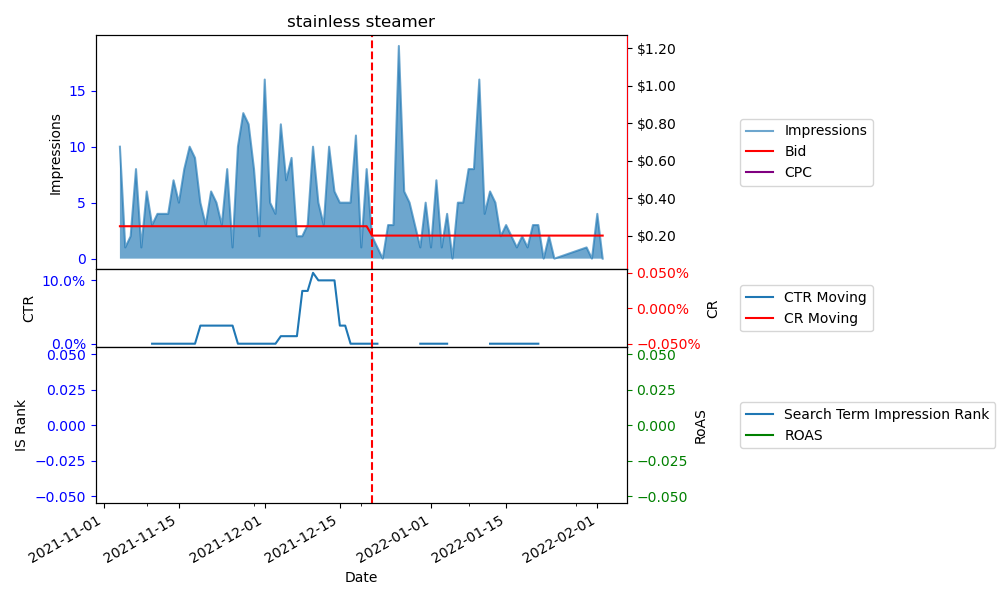 stainless steamer
Impressions
15
10
5
0
$1.20
$1.00
$0.80
$0.60
$0.40
$0.20
Impressions
Bid
CPC
CTR
10.0%
0.0%
0.050%
0.000%
−0.050%
CR
CTR Moving
CR Moving
IS Rank
0.050
0.025
0.000
−0.025
−0.050
0.050
0.025
0.000
−0.025
−0.050
RoAS
Search Term Impression Rank
ROAS
2021-11-01
2021-11-15
2021-12-01
2021-12-15
2022-01-01
2022-01-15
2022-02-01
Date